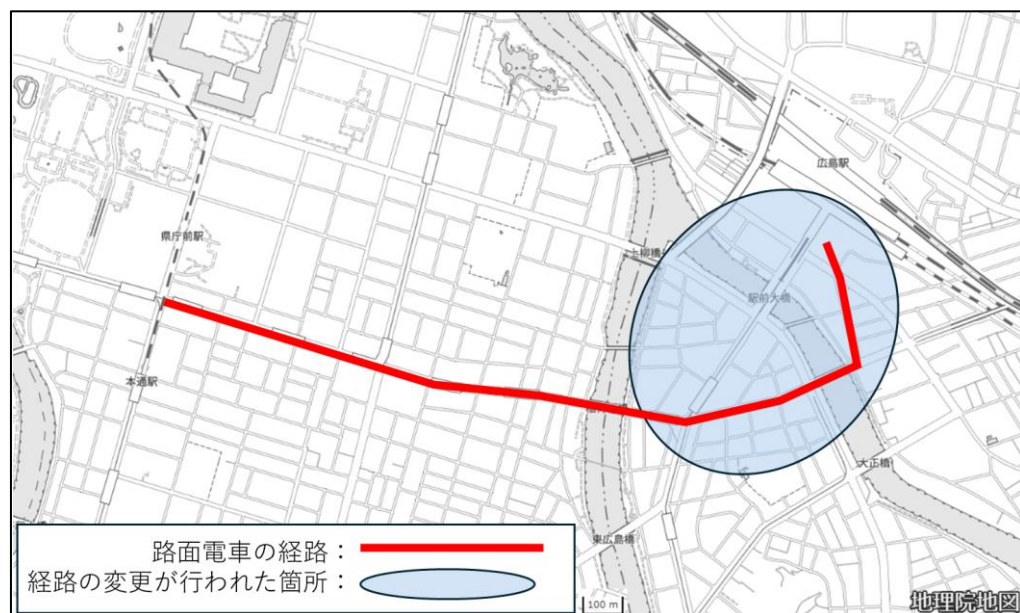 広島駅
県庁前駅
上柳橋
駅前大橋
本通駅
大正橋
東広島橋
路面電車の経路：
経路の変更が行われた箇所：
100 m
地理院地図